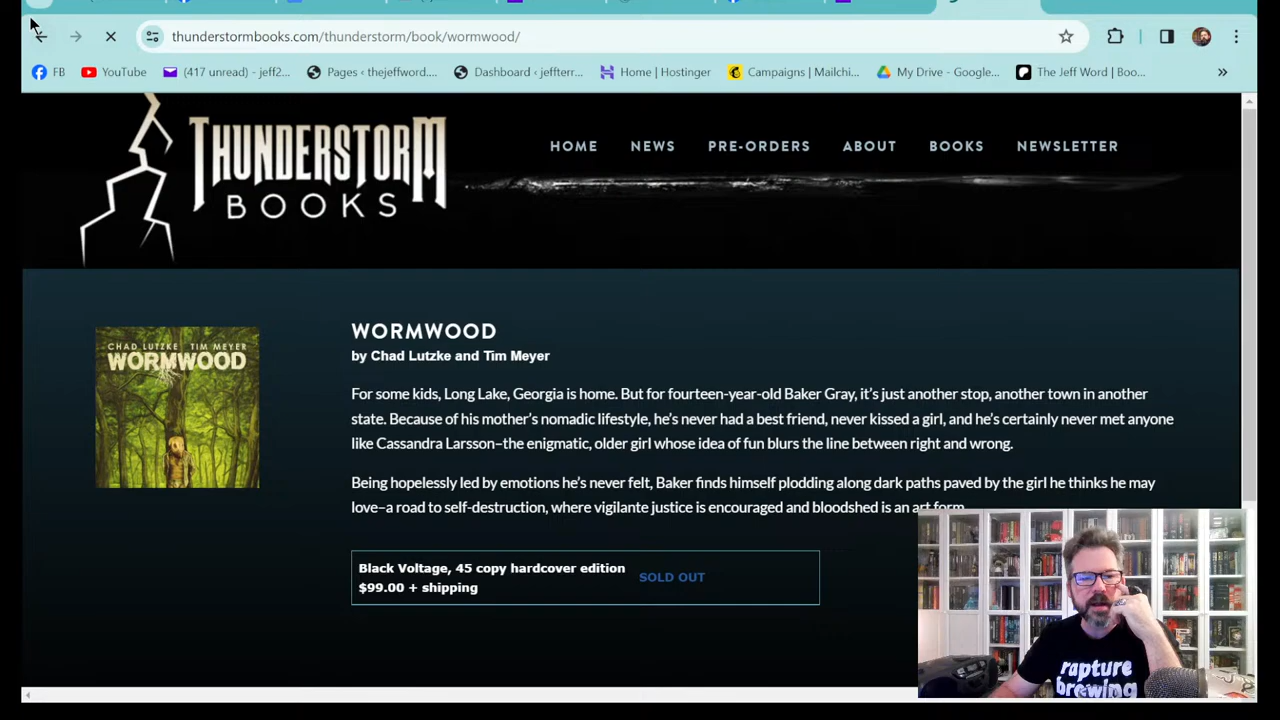 thunderstormbooks.com/thunderstorm/book/wormwood/
FB
YouTube
(417 unread) - jeff2...
Pages ‹ thejeffword....
Dashboard ‹ jeffterr...
Home | Hostinger
Campaigns | Mailchi...
My Drive - Google...
The Jeff Word | Boo...
»
THUNDERSTORM
BOOKS
HOME
NEWS
PRE-ORDERS
ABOUT
BOOKS
NEWSLETTER
CHAD LUTZKE TIM MEYER
WORMWOOD
WORMWOOD
by Chad Lutzke and Tim Meyer
For some kids, Long Lake, Georgia is home. But for fourteen-year-old Baker Gray, it’s just another stop, another town in another
state. Because of his mother’s nomadic lifestyle, he’s never had a best friend, never kissed a girl, and he’s certainly never met anyone
like Cassandra Larsson–the enigmatic, older girl whose idea of fun blurs the line between right and wrong.
Being hopelessly led by emotions he’s never felt, Baker finds himself plodding along dark paths paved by the girl he thinks he may
love–a road to self-destruction, where vigilante justice is encouraged and bloodshed is an art form.
Black Voltage, 45 copy hardcover edition
$99.00 + shipping
SOLD OUT
rapture
brewing